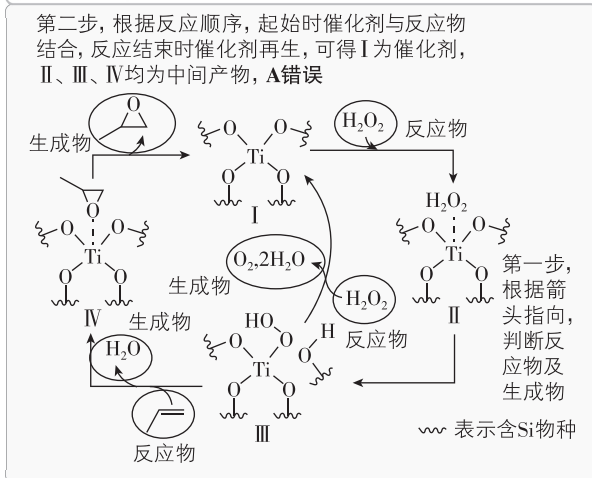 第二步，根据反应顺序，起始时催化剂与反应物
结合，反应结束时催化剂再生，可得Ⅰ为催化剂，
Ⅱ、Ⅲ、Ⅳ均为中间产物，A错误
O
生成物
O
O
Ti
O
O
Ⅰ
H₂O₂
反应物
H₂O₂
O
O
Ti
O
O
Ⅱ
O
O
O
Ti
O
O
Ⅳ
O₂,2H₂O
生成物
H₂O₂
反应物
第一步，
根据箭
头指向，
判断反
应物及
生成物
生成物
H₂O
HO
O
H
O
O
Ti
O
O
Ⅲ
反应物
表示含Si物种